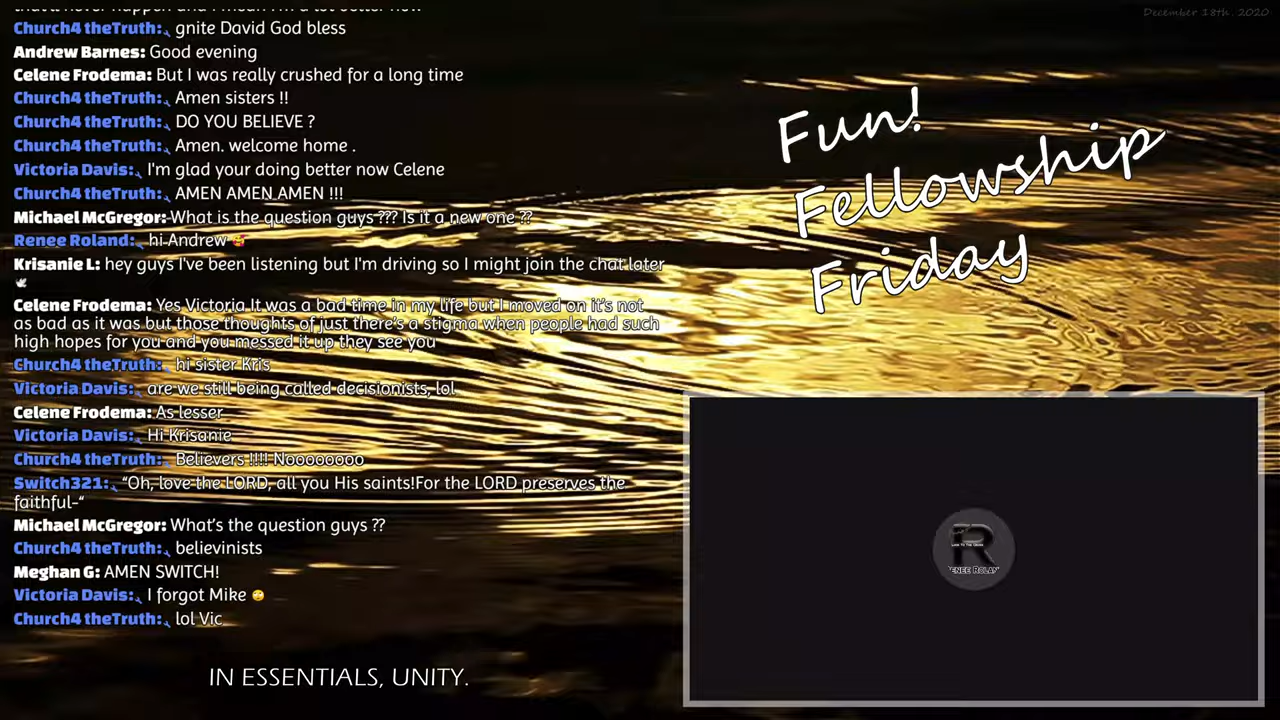 that'll never happen and I mean I'm a lot better now
Church4 theTruth: gnite David God bless
Andrew Barnes: Good evening
Celene Frodema: But I was really crushed for a long time
Church4 theTruth: Amen sisters !!
Church4 theTruth: DO YOU BELIEVE ?
Church4 theTruth: Amen. welcome home .
Victoria Davis: I'm glad your doing better now Celene
Church4 theTruth: AMEN AMEN AMEN !!!
Michael McGregor: What is the question guys ??? Is it a new one ??
Renee Roland: hi Andrew 🥰
Krisanie L: hey guys I've been listening but I'm driving so I might join the chat later
🕊
Celene Frodema: Yes Victoria It was a bad time in my life but I moved on it's not
as bad as it was but those thoughts of just there's a stigma when people had such
high hopes for you and you messed it up they see you
Church4 theTruth: hi sister Kris
Victoria Davis: are we still being called decisionists, lol
Celene Frodema: As lesser
Victoria Davis: Hi Krisanie
Church4 theTruth: Believers !!!! Noooooooo
Switch321: “Oh, love the LORD, all you His saints!For the LORD preserves the
faithful-“
Michael McGregor: What's the question guys ??
Church4 theTruth: believinists
Meghan G: AMEN SWITCH!
Victoria Davis: I forgot Mike 🙄
Church4 theTruth: lol Vic
IN ESSENTIALS, UNITY.
December 18th, 2020
Fun!
Fellowship
Friday
R